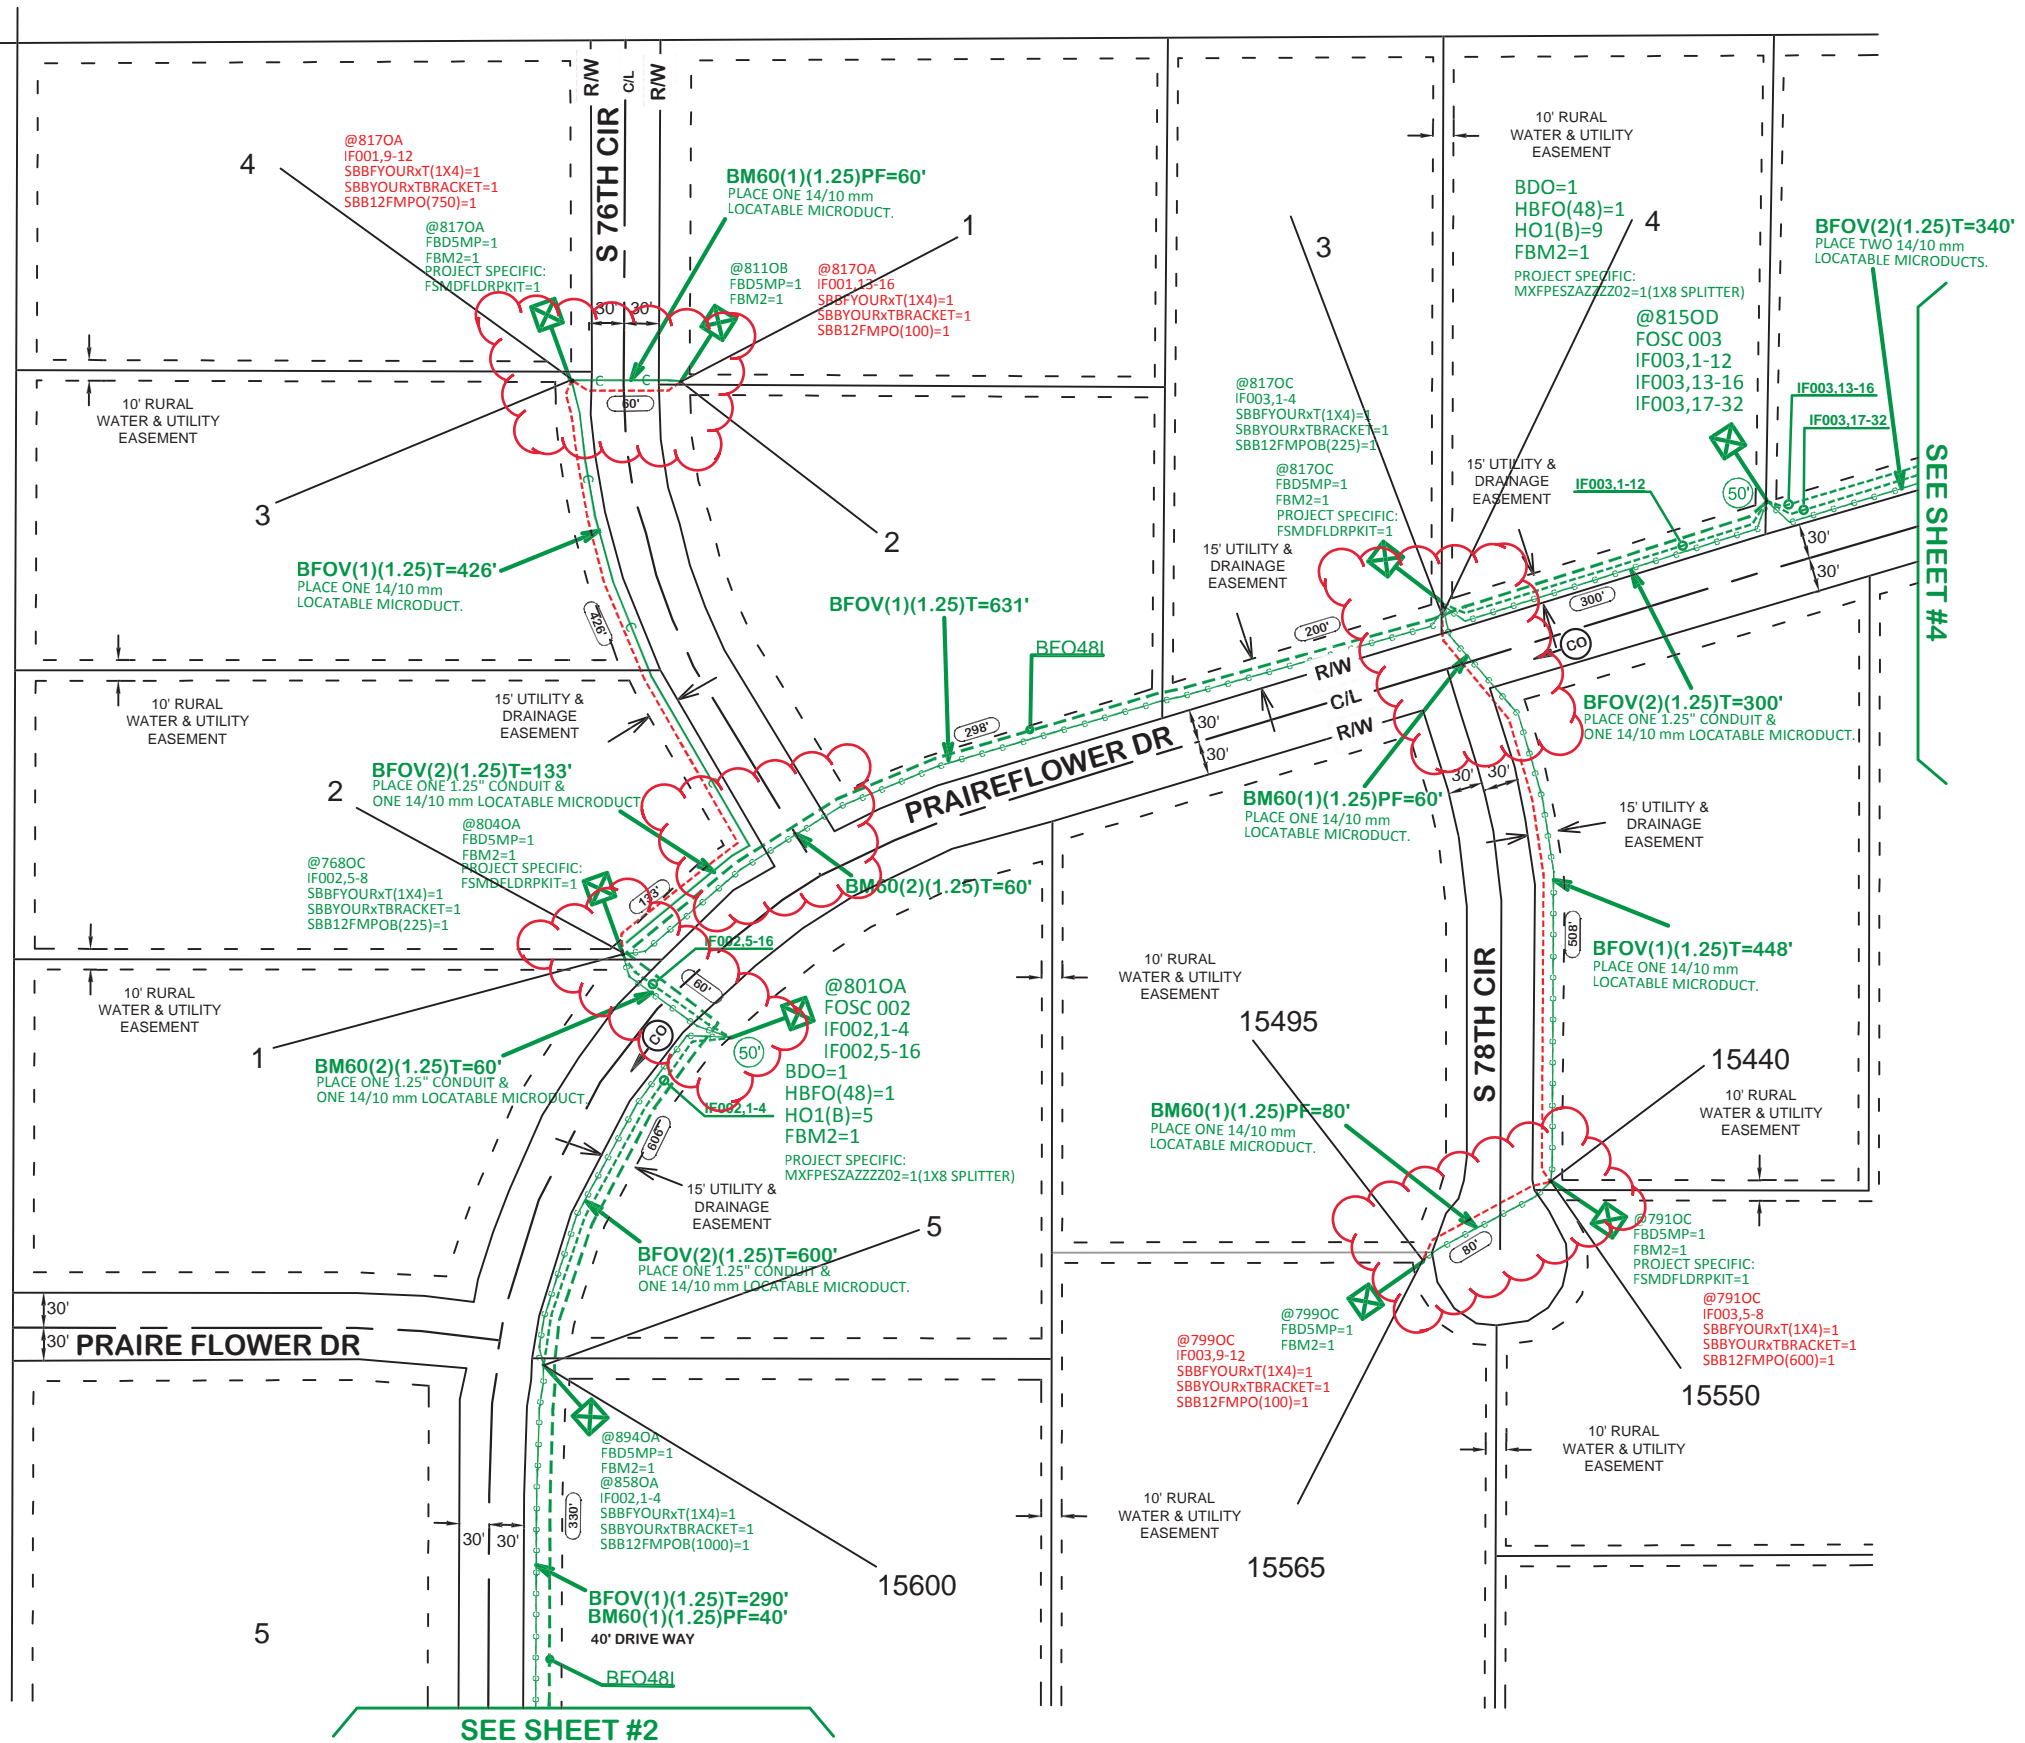 R/W
C/L
R/W
S 76TH CIR
4
@817OA
IF001,9-12
SBBFYOURxT(1X4)=1
SBBYOURxTBRACKET=1
SBB12FMPO(750)=1
@817OA
FBD5MP=1
FBM2=1
PROJECT SPECIFIC:
FSMDFLDRPKIT=1
BM60(1)(1.25)PF=60'
PLACE ONE 14/10 mm
LOCATABLE MICRODUCT.
1
@811OB
FBD5MP=1
FBM2=1
@817OA
IF001,13-16
SBBFYOURxT(1X4)=1
SBBYOURxTBRACKET=1
SBB12FMPO(100)=1
30'
30'
C
C
60'
10' RURAL
WATER & UTILITY
EASEMENT
3
2
C
BFOV(1)(1.25)T=426'
PLACE ONE 14/10 mm
LOCATABLE MICRODUCT.
426'
C
10' RURAL
WATER & UTILITY
EASEMENT
BDO=1
HBFO(48)=1
HO1(B)=9
FBM2=1
PROJECT SPECIFIC:
MXFPESZAZZZZ02=1(1X8 SPLITTER)
3
4
BFOV(2)(1.25)T=340'
PLACE TWO 14/10 mm
LOCATABLE MICRODUCTS.
@815OD
FOSC 003
IF003,1-12
IF003,13-16
IF003,17-32
IF003,13-16
IF003,17-32
SEE SHEET #4
@817OC
IF003,1-4
SBBFYOURxT(1X4)=1
SBBYOURxTBRACKET=1
SBB12FMPOB(225)=1
@817OC
FBD5MP=1
FBM2=1
PROJECT SPECIFIC:
FSMDFLDRPKIT=1
15' UTILITY &
DRAINAGE
EASEMENT
IF003,1-12
50'
30'
30'
15' UTILITY &
DRAINAGE
EASEMENT
BFOV(1)(1.25)T=631'
BFO48I
200'
300'
CO
R/W
C/L
R/W
BFOV(2)(1.25)T=300'
PLACE ONE 1.25" CONDUIT &
ONE 14/10 mm LOCATABLE MICRODUCT.
10' RURAL
WATER & UTILITY
EASEMENT
15' UTILITY &
DRAINAGE
EASEMENT
298'
PRAIREFLOWER DR
30'
30'
30'
30'
BM60(1)(1.25)PF=60'
PLACE ONE 14/10 mm
LOCATABLE MICRODUCT.
15' UTILITY &
DRAINAGE
EASEMENT
BFOV(2)(1.25)T=133'
PLACE ONE 1.25" CONDUIT &
ONE 14/10 mm LOCATABLE MICRODUCT
2
@804OA
FBD5MP=1
FBM2=1
PROJECT SPECIFIC:
FSMDFLDRPKIT=1
@768OC
IF002,5-8
SBBFYOURxT(1X4)=1
SBBYOURxTBRACKET=1
SBB12FMPOB(225)=1
133'
BM60(2)(1.25)T=60'
IF002,5-16
60'
CO
50'
@801OA
FOSC 002
IF002,1-4
IF002,5-16
BDO=1
HBFO(48)=1
HO1(B)=5
FBM2=1
PROJECT SPECIFIC:
MXFPESZAZZZZ02=1(1X8 SPLITTER)
10' RURAL
WATER & UTILITY
EASEMENT
1
BM60(2)(1.25)T=60'
PLACE ONE 1.25" CONDUIT &
ONE 14/10 mm LOCATABLE MICRODUCT.
IF002,1-4
606'
15' UTILITY &
DRAINAGE
EASEMENT
BFOV(2)(1.25)T=600'
PLACE ONE 1.25" CONDUIT &
ONE 14/10 mm LOCATABLE MICRODUCT.
5
10' RURAL
WATER & UTILITY
EASEMENT
15495
S 78TH CIR
508'
BFOV(1)(1.25)T=448'
PLACE ONE 14/10 mm
LOCATABLE MICRODUCT.
15440
10' RURAL
WATER & UTILITY
EASEMENT
BM60(1)(1.25)PF=80'
PLACE ONE 14/10 mm
LOCATABLE MICRODUCT.
80'
@791OC
FBD5MP=1
FBM2=1
PROJECT SPECIFIC:
FSMDFLDRPKIT=1
@791OC
IF003,5-8
SBBFYOURxT(1X4)=1
SBBYOURxTBRACKET=1
SBB12FMPO(600)=1
@799OC
FBD5MP=1
FBM2=1
@799OC
IF003,9-12
SBBFYOURxT(1X4)=1
SBBYOURxTBRACKET=1
SBB12FMPO(100)=1
15550
10' RURAL
WATER & UTILITY
EASEMENT
10' RURAL
WATER & UTILITY
EASEMENT
15565
30'
30'
PRAIRE FLOWER DR
@894OA
FBD5MP=1
FBM2=1
@858OA
IF002,1-4
SBBFYOURxT(1X4)=1
SBBYOURxTBRACKET=1
SBB12FMPOB(1000)=1
330'
30'
30'
15600
BFOV(1)(1.25)T=290'
BM60(1)(1.25)PF=40'
40' DRIVE WAY
5
BFO48I
SEE SHEET #2